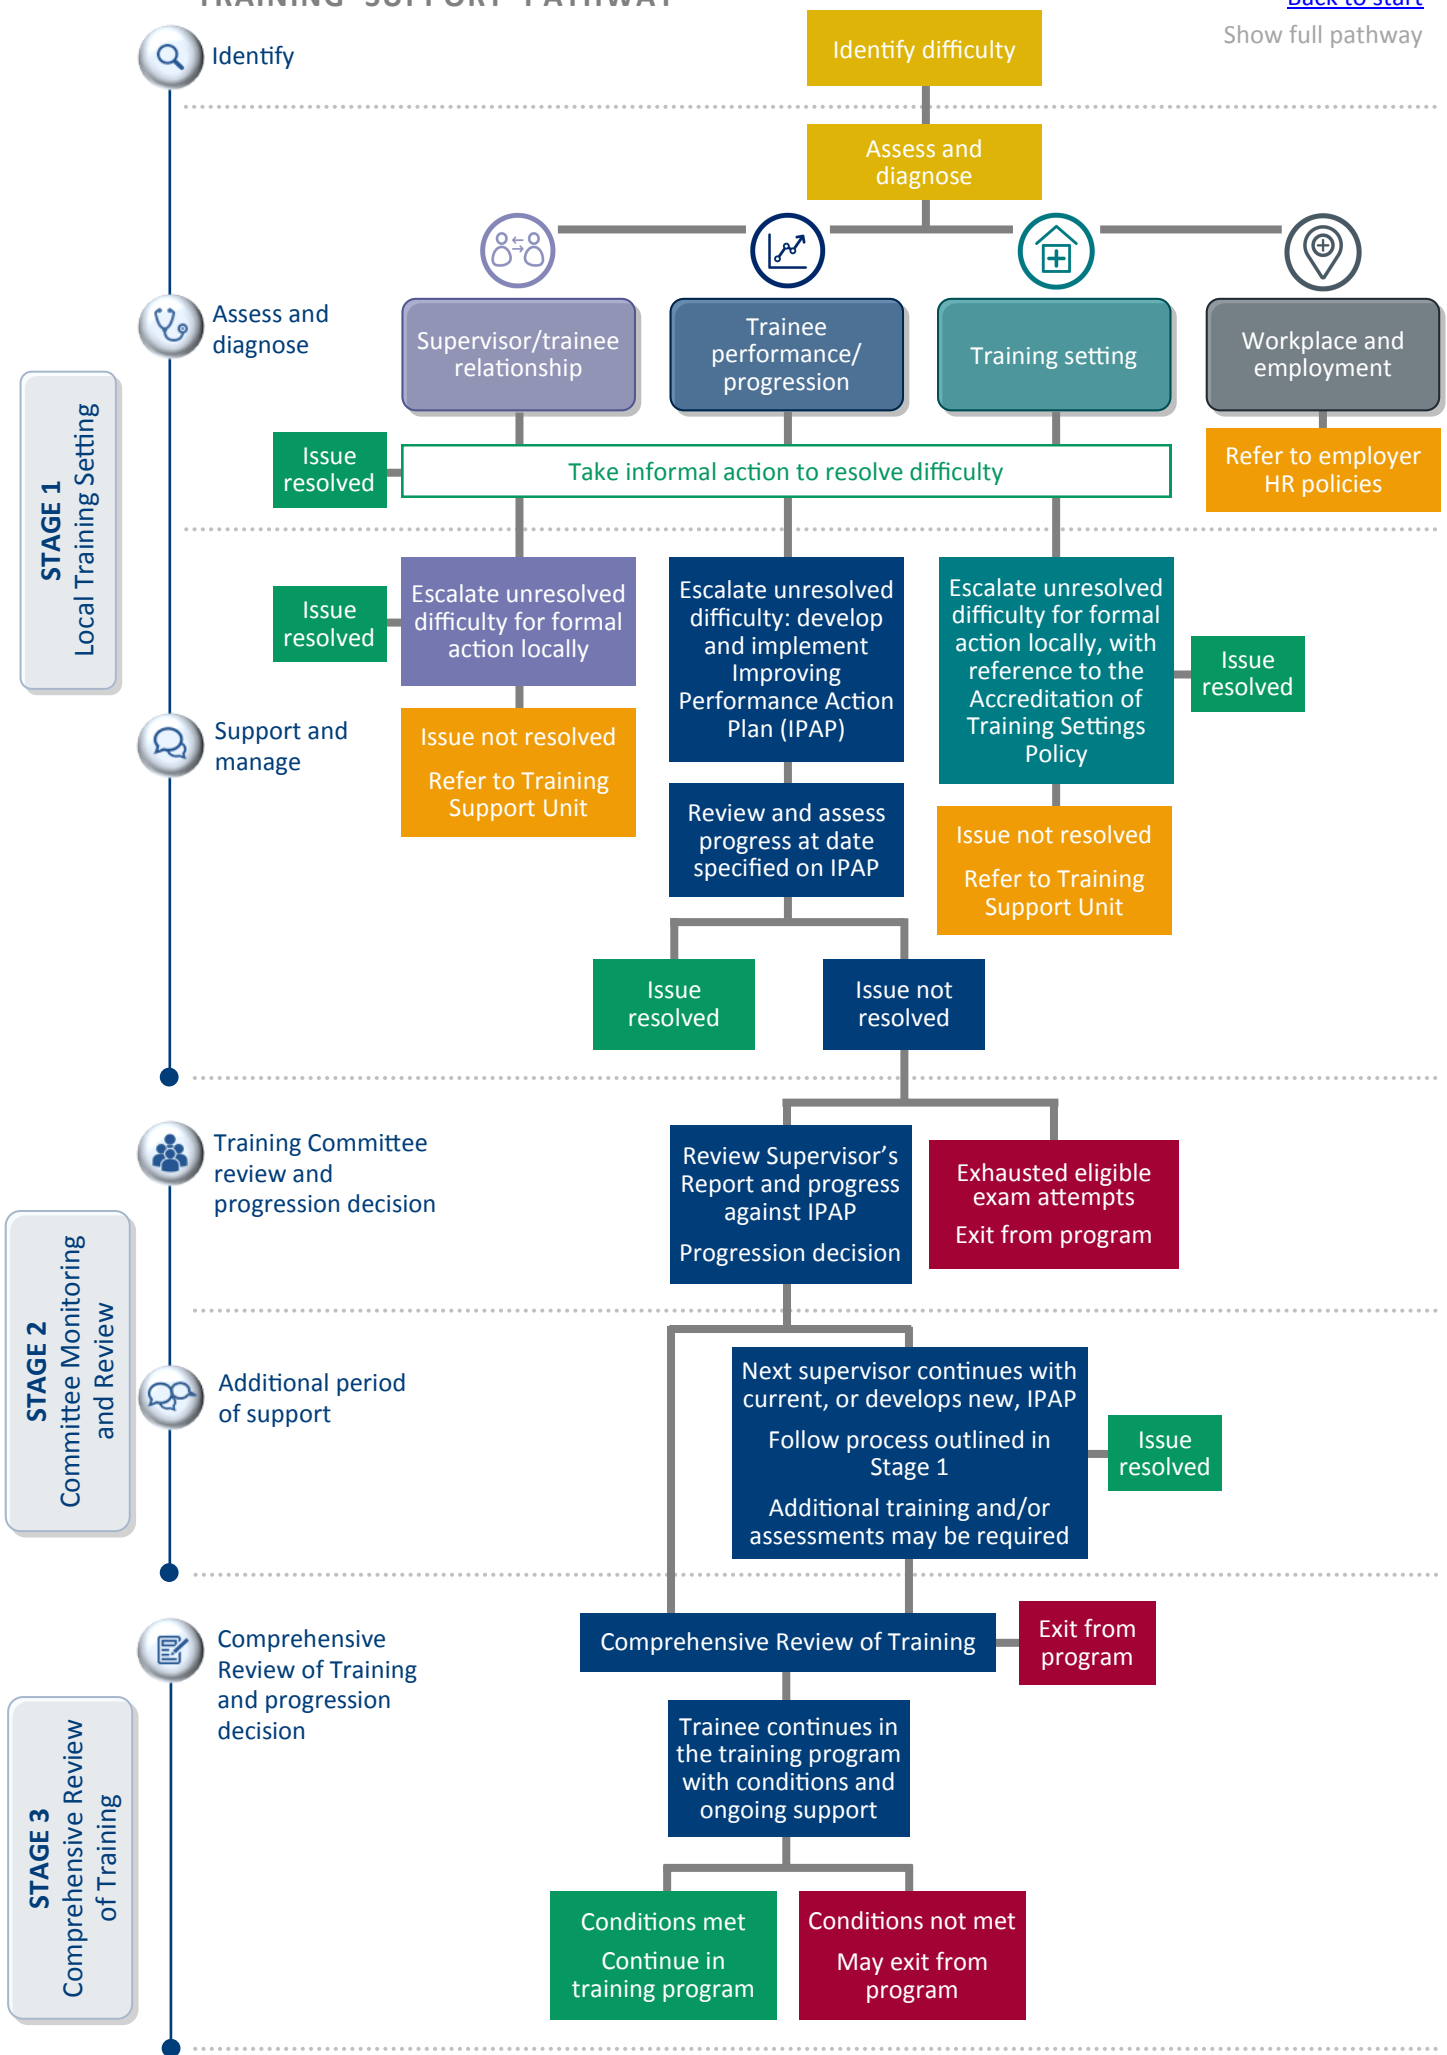 TRAINING SUPPORT PATHWAY
Back to start
Show full pathway
Identify
Identify difficulty
Assess and
diagnose
Assess and
diagnose
Supervisor/trainee
relationship
Trainee
performance/
progression
Training setting
Workplace and
employment
STAGE 1
Local Training Setting
Issue
resolved
Take informal action to resolve difficulty
Refer to employer
HR policies
Support and
manage
Issue
resolved
Escalate unresolved
difficulty for formal
action locally
Issue not resolved
Refer to Training
Support Unit
Escalate unresolved
difficulty: develop
and implement
Improving
Performance Action
Plan (IPAP)
Review and assess
progress at date
specified on IPAP
Escalate unresolved
difficulty for formal
action locally, with
reference to the
Accreditation of
Training Settings
Policy
Issue
resolved
Issue not resolved
Refer to Training
Support Unit
Issue
resolved
Issue not
resolved
STAGE 2
Committee Monitoring
and Review
Training Committee
review and
progression decision
Review Supervisor's
Report and progress
against IPAP
Progression decision
Exhausted eligible
exam attempts
Exit from program
Additional period
of support
Next supervisor continues with
current, or develops new, IPAP
Follow process outlined in
Stage 1
Additional training and/or
assessments may be required
Issue
resolved
STAGE 3
Comprehensive Review
of Training
Comprehensive
Review of Training
and progression
decision
Comprehensive Review of Training
Exit from
program
Trainee continues in
the training program
with conditions and
ongoing support
Conditions met
Continue in
training program
Conditions not met
May exit from
program